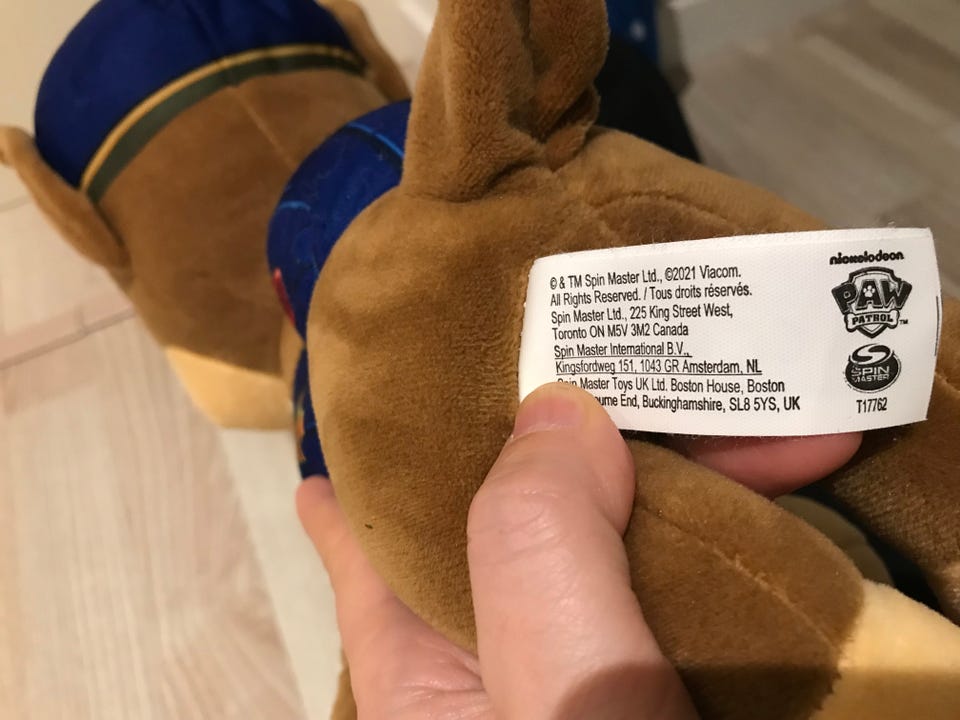 © & TM Spin Master Ltd., ©2021 Viacom.
All Rights Reserved. / Tous droits réservés.
Spin Master Ltd., 225 King Street West,
Toronto ON M5V 3M2 Canada
Spin Master International B.V.,
Kingsfordweg 151, 1043 GR Amsterdam, NL
Master Toys UK Ltd. Boston House, Boston
End, Buckinghamshire, SL8 5YS, UK
nickelodeon
PAW
PATROL™
SPIN
MASTER
T17762